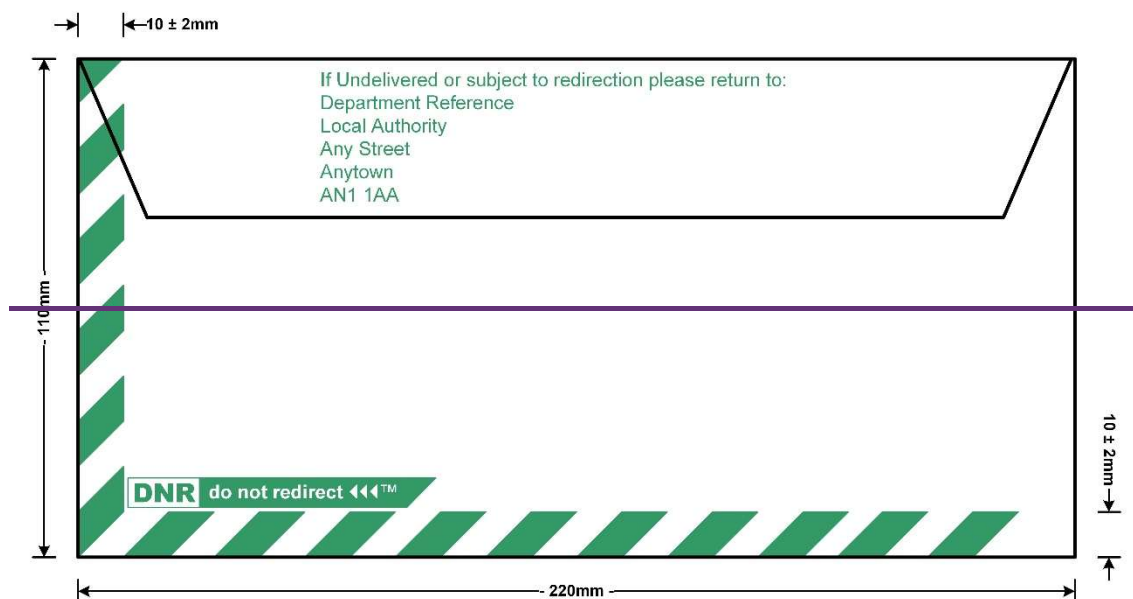 10 ± 2mm
If Undelivered or subject to redirection please return to:
Department Reference
Local Authority
Any Street
Anytown
AN1 1AA
- 110mm -
10 ± 2mm
DNR do not redirect ™
- 220mm -